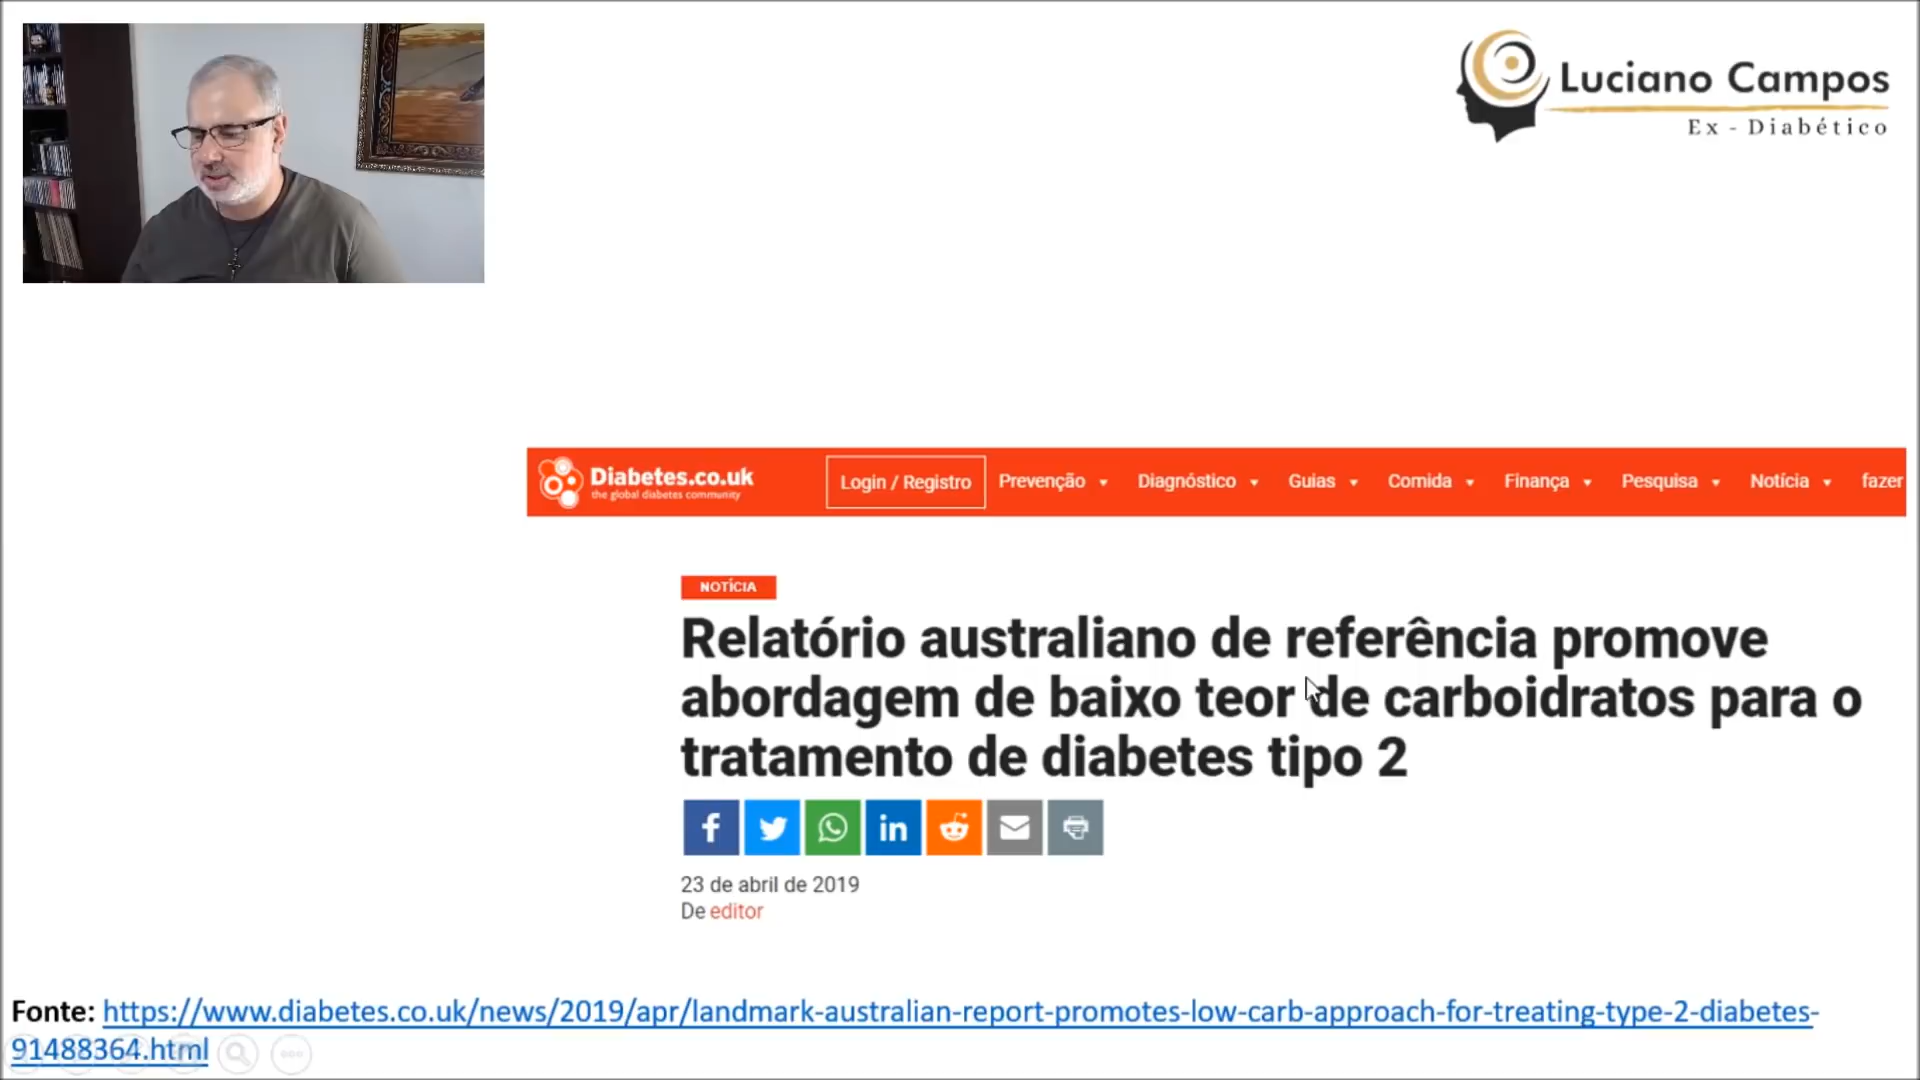 Luciano Campos
Ex - Diabético
Diabetes.co.uk
the global diabetes community
Login / Registro Prevenção Diagnóstico Guias Comida Finança Pesquisa Notícia fazer
NOTÍCIA
Relatório australiano de referência promove
abordagem de baixo teor de carboidratos para o
tratamento de diabetes tipo 2
23 de abril de 2019
De editor
Fonte: https://www.diabetes.co.uk/news/2019/apr/landmark-australian-report-promotes-low-carb-approach-for-treating-type-2-diabetes-
91488364.html